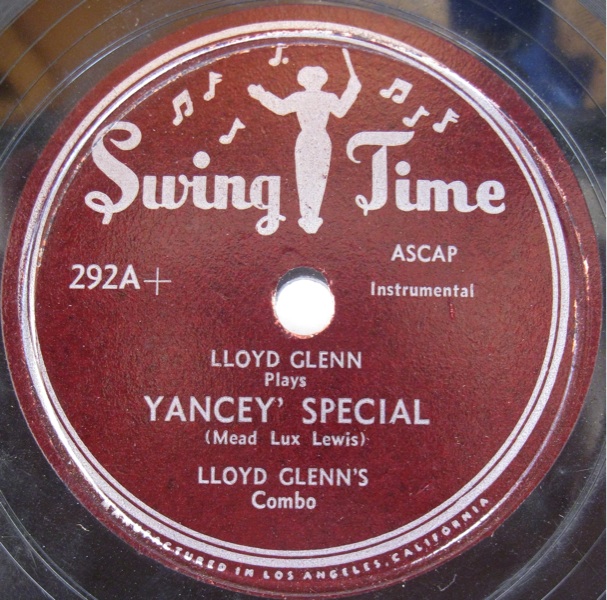 Swing Time
ASCAP
292A+
Instrumental
LLOYD GLENN
Plays
YANCEY' SPECIAL
(Mead Lux Lewis)
LLOYD GLENN'S
Combo
MANUFACTURED IN LOS ANGELES, CALIFORNIA